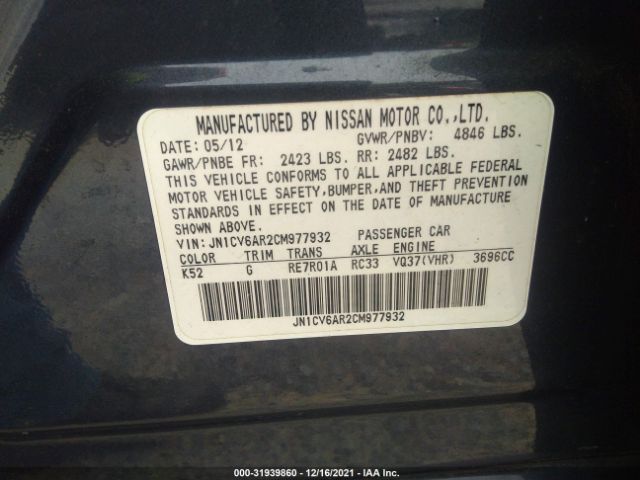 MANUFACTURED BY NISSAN MOTOR CO.,LTD.
DATE: 05/12 GVWR/PNBV: 4846 LBS.
GAWR/PNBE FR: 2423 LBS. RR: 2482 LBS.
THIS VEHICLE CONFORMS TO ALL APPLICABLE FEDERAL
MOTOR VEHICLE SAFETY,BUMPER,AND THEFT PREVENTION
STANDARDS IN EFFECT ON THE DATE OF MANUFACTURE
SHOWN ABOVE.
VIN:JN1CV6AR2CM977932 PASSENGER CAR
COLOR TRIM TRANS AXLE ENGINE
K52 G RE7R01A RC33 VQ37(VHR) 3696CC
JN1CV6AR2CM977932
000-31939860 - 12/16/2021 - IAA Inc.